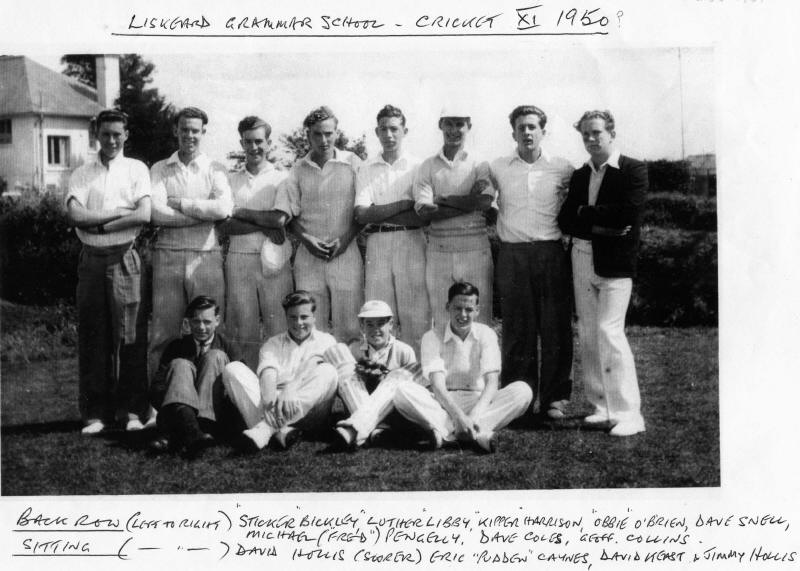 LISKEARD GRAMMAR SCHOOL - CRICKET XI 1950?
BACK ROW (LEFT TO RIGHT) "STICKER" BICKLEY, "LUTHER" LIBBY, "KIPPER" HARRISON, "OBBIE" O'BRIEN, DAVE SNELL,
MICHAEL ("FRED") PENGELLY, DAVE COLES, GEOFF. COLLINS.
SITTING (— " —) DAVID HOLLIS (SCORER) ERIC "PUDDEN" CAYNES, DAVID KEAST & JIMMY HOLLIS